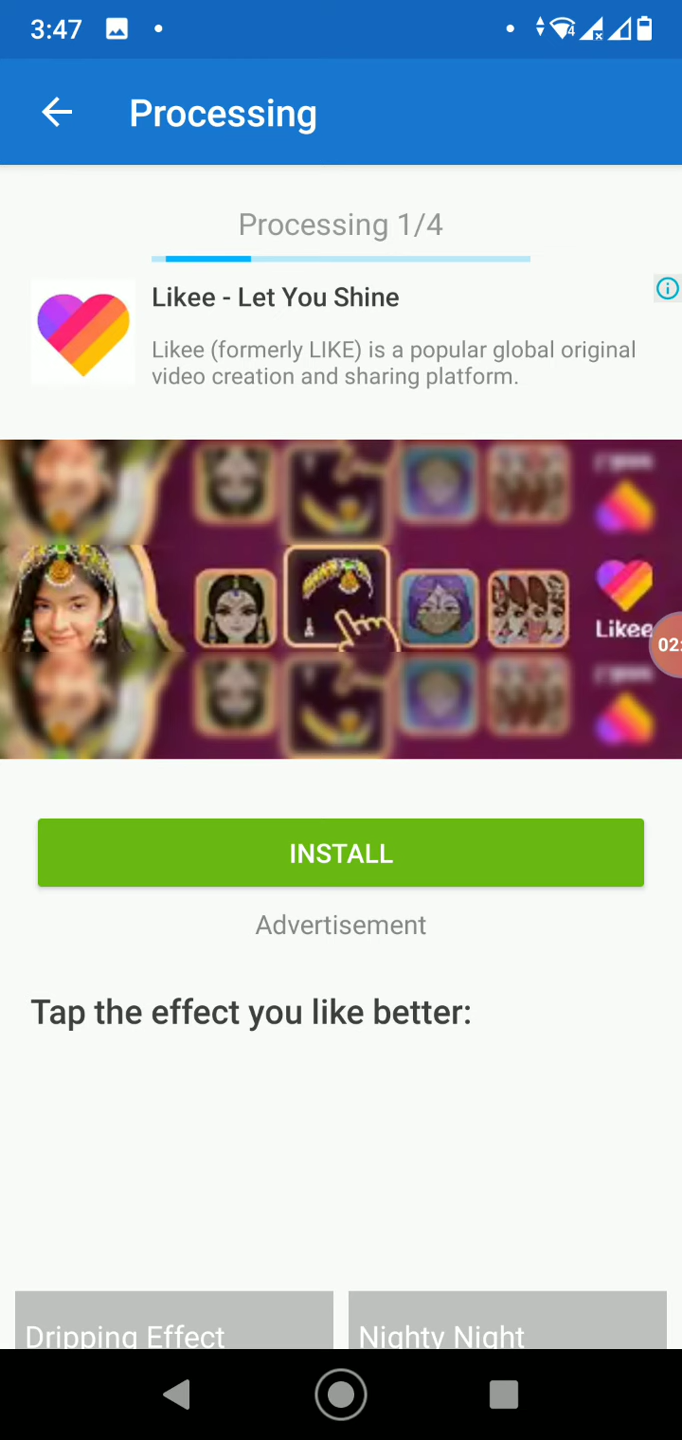 3:47
Processing
Processing 1/4
Likee - Let You Shine
Likee (formerly LIKE) is a popular global original
video creation and sharing platform.
Likee
02:
INSTALL
Advertisement
Tap the effect you like better:
Dripping Effect
Nighty Night